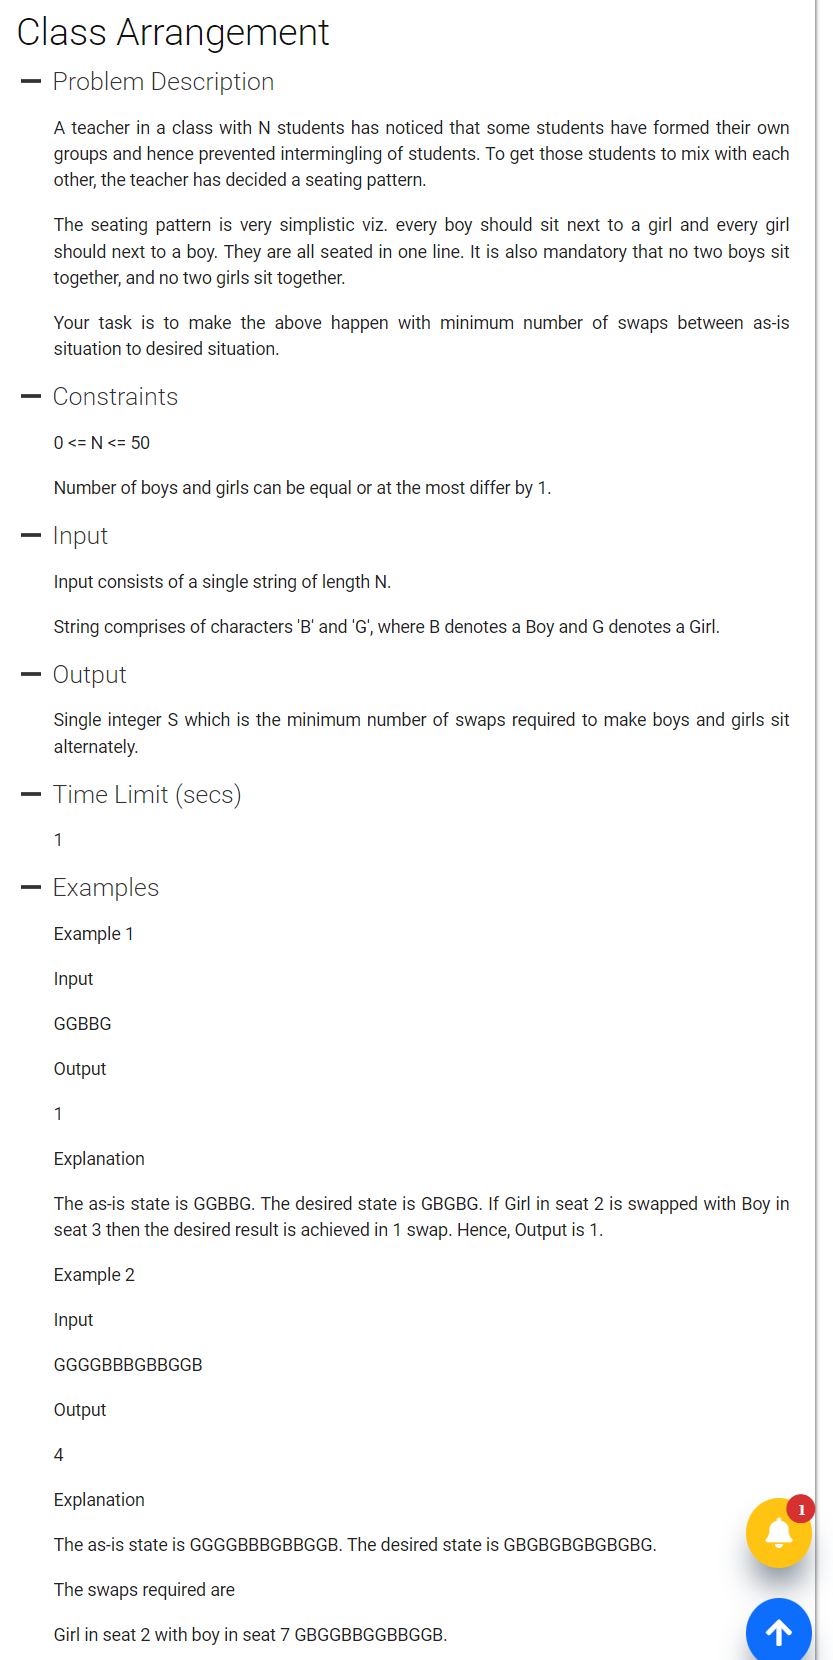 Class Arrangement
Problem Description
A teacher in a class with N students has noticed that some students have formed their own
groups and hence prevented intermingling of students. To get those students to mix with each
other, the teacher has decided a seating pattern.
The seating pattern is very simplistic viz. every boy should sit next to a girl and every girl
should next to a boy. They are all seated in one line. It is also mandatory that no two boys sit
together, and no two girls sit together.
Your task is to make the above happen with minimum number of swaps between as-is
situation to desired situation.
Constraints
0 <= N <= 50
Number of boys and girls can be equal or at the most differ by 1.
Input
Input consists of a single string of length N.
String comprises of characters 'B' and 'G', where B denotes a Boy and G denotes a Girl.
Output
Single integer S which is the minimum number of swaps required to make boys and girls sit
alternately.
Time Limit (secs)
1
Examples
Example 1
Input
GGBBG
Output
1
Explanation
The as-is state is GGBBG. The desired state is GBGBG. If Girl in seat 2 is swapped with Boy in
seat 3 then the desired result is achieved in 1 swap. Hence, Output is 1.
Example 2
Input
GGGGBBBGBBGGB
Output
4
Explanation
The as-is state is GGGGBBBGBBGGB. The desired state is GBGBGBGBGBGBG.
The swaps required are
Girl in seat 2 with boy in seat 7 GBGGBBGGBBGGB.
1